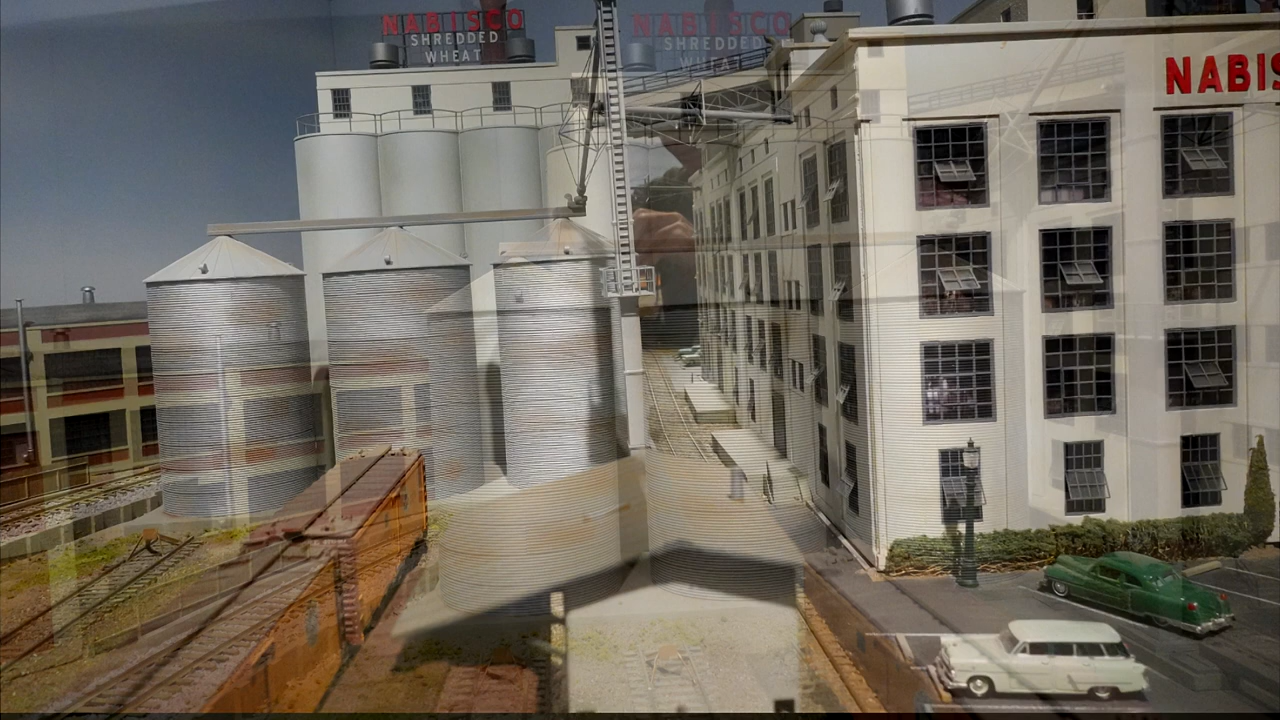 NABISCO
SHREDDED
WHEAT
NABISCO
SHREDDED
WHEAT
NABIS